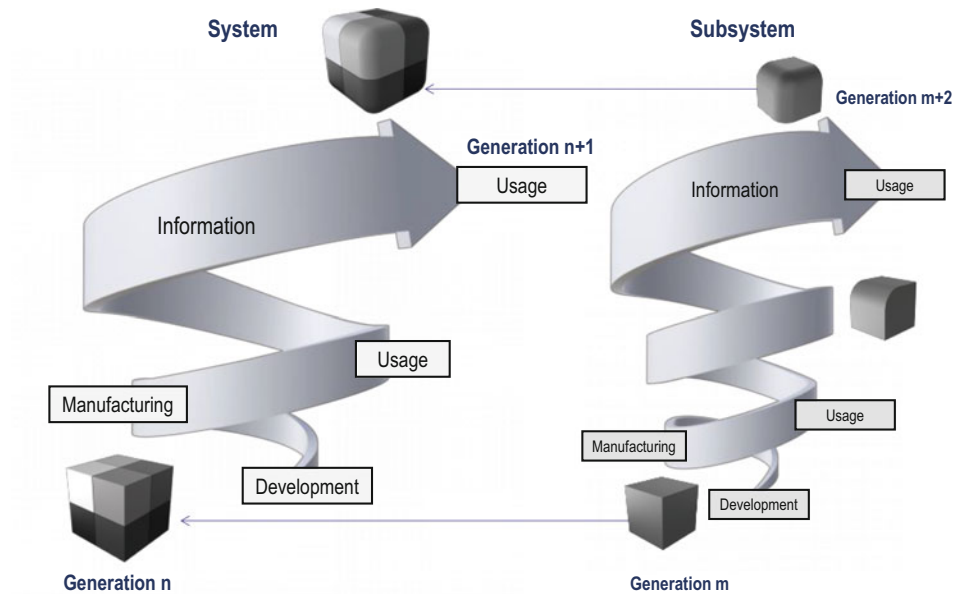 System
Subsystem
Generation m+2
Generation n+1
Usage
Information
Information
Usage
Usage
Manufacturing
Development
Usage
Manufacturing
Development
Generation n
Generation m